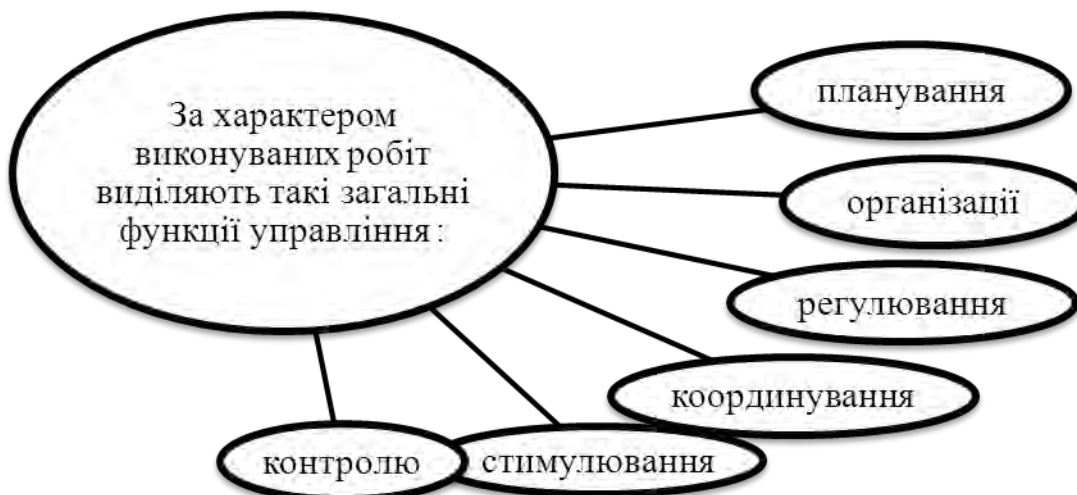 За характером
виконуваних робіт
виділяють такі загальні
функції управління:
планування
організації
регулювання
координування
стимулювання
контролю